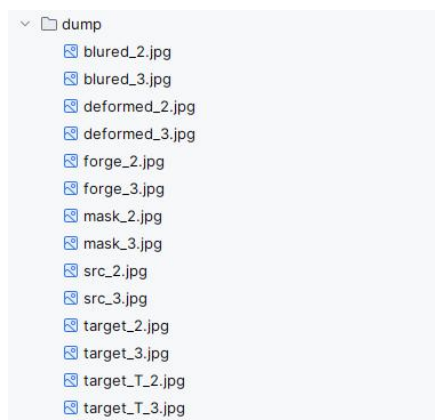 dump
blured_2.jpg
blured_3.jpg
deformed_2.jpg
deformed_3.jpg
forge_2.jpg
forge_3.jpg
mask_2.jpg
mask_3.jpg
src_2.jpg
src_3.jpg
target_2.jpg
target_3.jpg
target_T_2.jpg
target_T_3.jpg